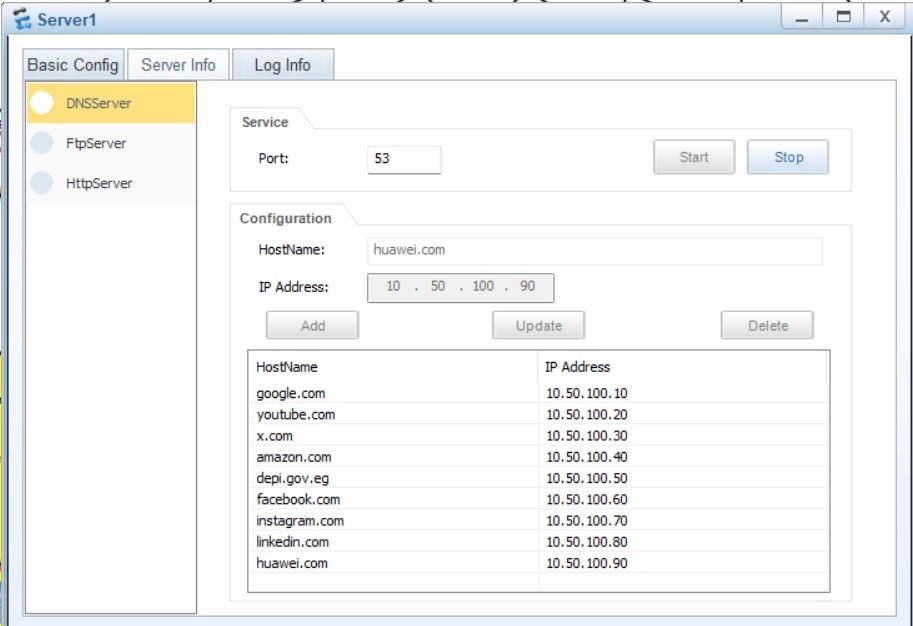 Server1
Basic Config Server Info Log Info
DNSServer
FtpServer
HttpServer
Service
Port: 53 Start Stop
Configuration
HostName: huawei.com
IP Address: 10 . 50 . 100 . 90
Add Update Delete
HostName IP Address
google.com 10.50.100.10
youtube.com 10.50.100.20
x.com 10.50.100.30
amazon.com 10.50.100.40
depi.gov.eg 10.50.100.50
facebook.com 10.50.100.60
instagram.com 10.50.100.70
linkedin.com 10.50.100.80
huawei.com 10.50.100.90